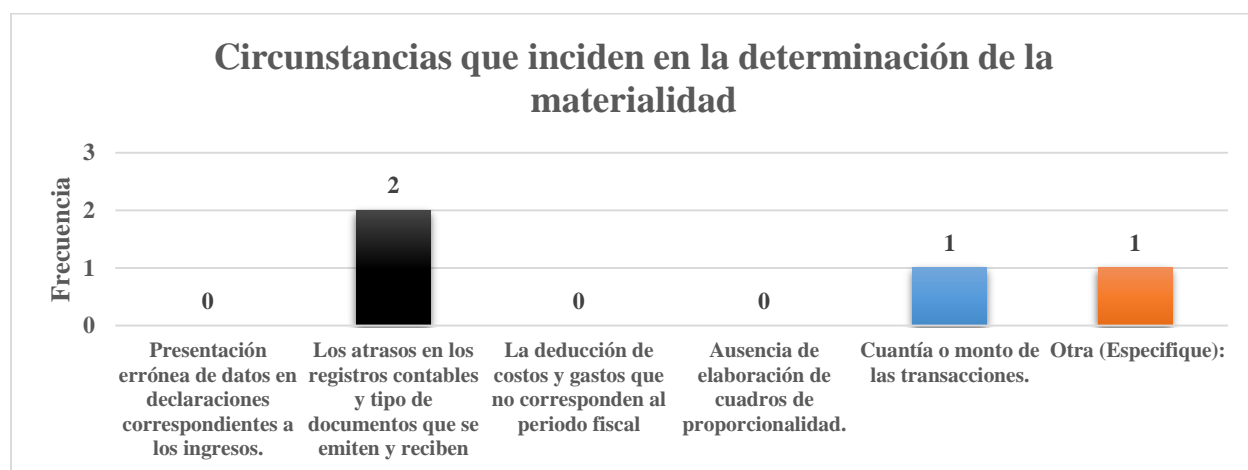 Circunstancias que inciden en la determinación de la
materialidad
Frecuencia
3
2
1
0
0
2
0
0
1
1
Presentación
errónea de datos en
declaraciones
correspondientes a
los ingresos.
Los atrasos en los
registros contables
y tipo de
documentos que se
emiten y reciben
La deducción de
costos y gastos que
no corresponden al
periodo fiscal
Ausencia de
elaboración de
cuadros de
proporcionalidad.
Cuantía o monto de
las transacciones.
Otra (Especifique):